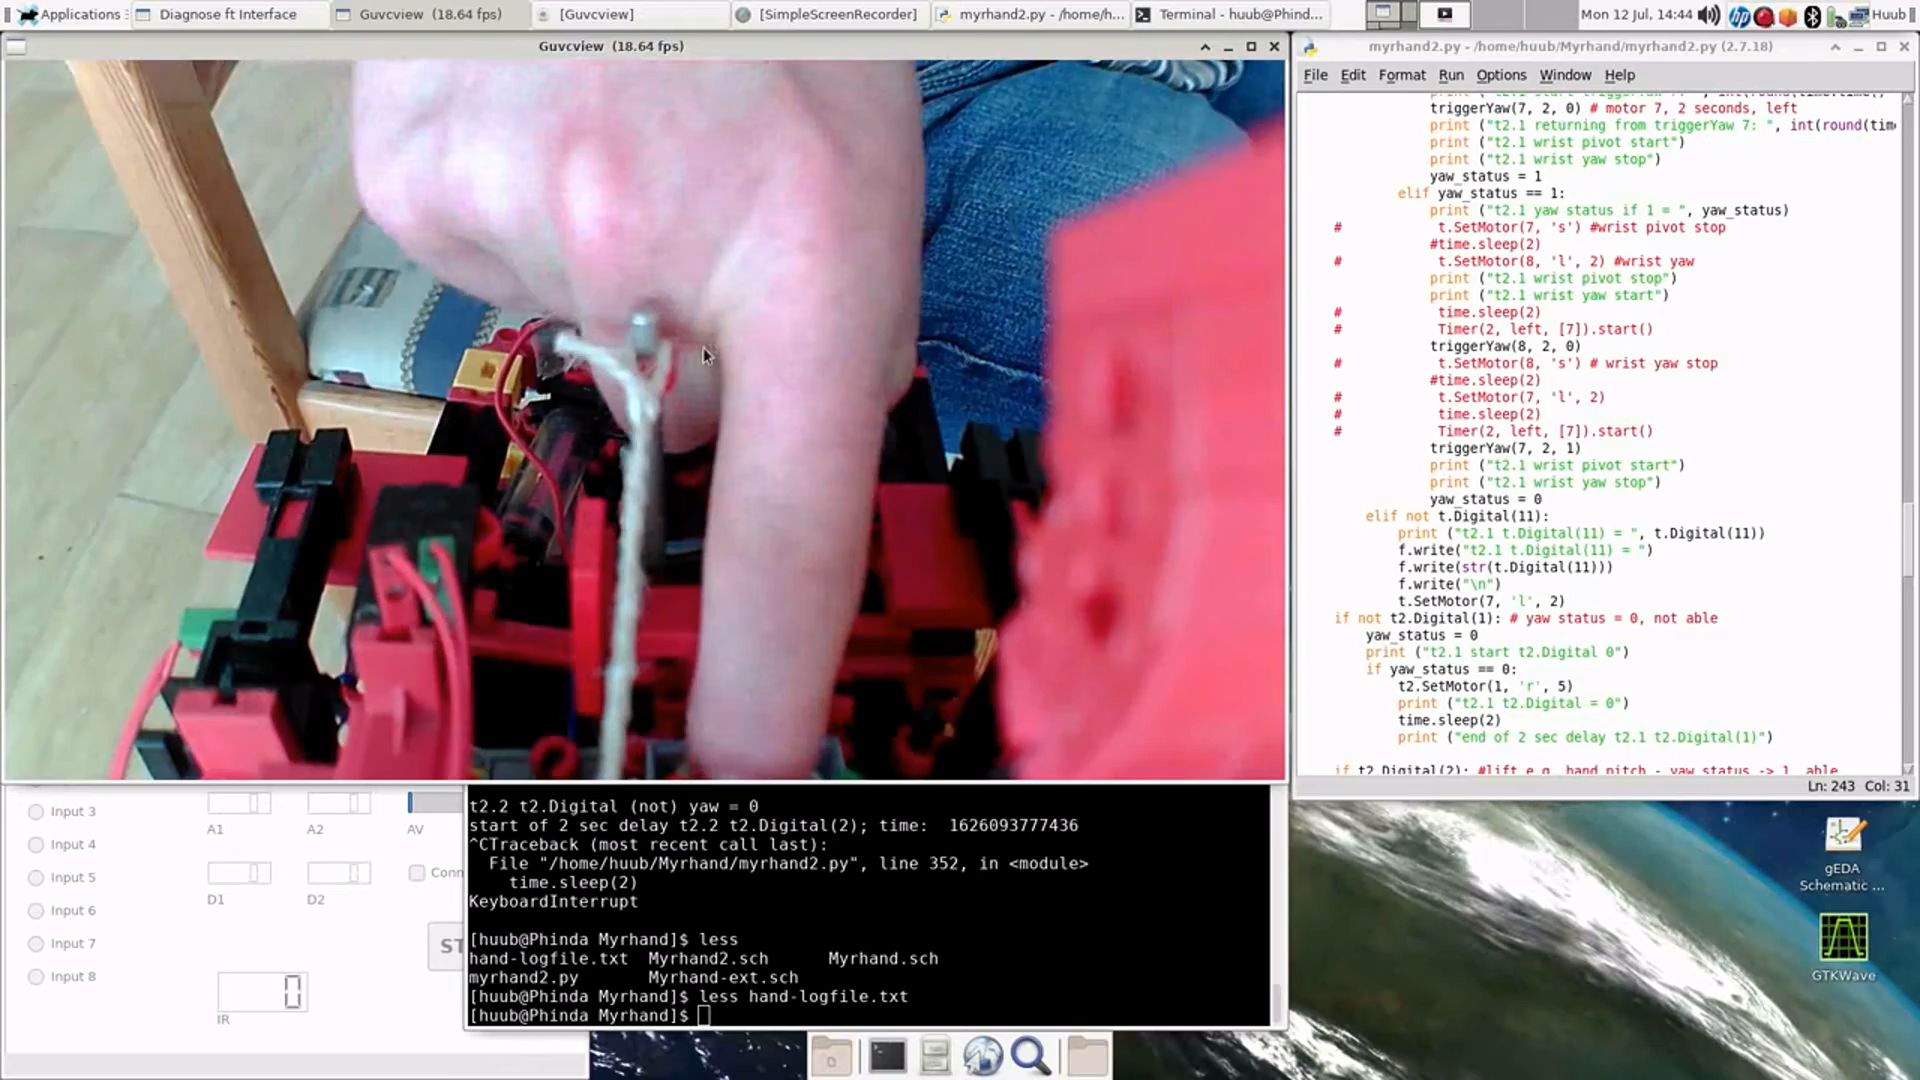 Applications
Diagnose ft Interface
Guvcview (18.64 fps)
[Guvcview]
[SimpleScreenRecorder]
myrhand2.py - /home/h...
Terminal - huub@Phind...
Mon 12 Jul, 14:44
Huub
Guvcview (18.64 fps)
myrhand2.py - /home/huub/Myrhand/myrhand2.py (2.7.18)
File Edit Format Run Options Window Help
triggerYaw(7, 2, 0) # motor 7, 2 seconds, left
print ("t2.1 returning from triggerYaw 7: ", int(round(tim
print ("t2.1 wrist pivot start")
print ("t2.1 wrist yaw stop")
yaw_status = 1
elif yaw_status == 1:
print ("t2.1 yaw status if 1 = ", yaw_status)
# t.SetMotor(7, 's') #wrist pivot stop
#time.sleep(2)
# t.SetMotor(8, 'l', 2) #wrist yaw
print ("t2.1 wrist pivot stop")
print ("t2.1 wrist yaw start")
# time.sleep(2)
# Timer(2, left, [7]).start()
triggerYaw(8, 2, 0)
# t.SetMotor(8, 's') # wrist yaw stop
#time.sleep(2)
# t.SetMotor(7, 'l', 2)
# time.sleep(2)
# Timer(2, left, [7]).start()
triggerYaw(7, 2, 1)
print ("t2.1 wrist pivot start")
print ("t2.1 wrist yaw stop")
yaw_status = 0
elif not t.Digital(11):
print ("t2.1 t.Digital(11) = ", t.Digital(11))
f.write("t2.1 t.Digital(11) = ")
f.write(str(t.Digital(11)))
f.write("\n")
t.SetMotor(7, 'l', 2)
if not t2.Digital(1): # yaw status = 0, not able
yaw_status = 0
print ("t2.1 start t2.Digital 0")
if yaw_status == 0:
t2.SetMotor(1, 'r', 5)
print ("t2.1 t2.Digital = 0")
time.sleep(2)
print ("end of 2 sec delay t2.1 t2.Digital(1)")
if t2.Digital(2): #lift e.g. hand pitch - yaw status -> 1, able
Ln: 243 Col: 31
Input 3
Input 4
Input 5
Input 6
Input 7
Input 8
A1
A2
AV
D1
D2
Conn
ST
0
IR
t2.2 t2.Digital (not) yaw = 0
start of 2 sec delay t2.2 t2.Digital(2); time:  1626093777436
^CTraceback (most recent call last):
File "/home/huub/Myrhand/myrhand2.py", line 352, in <module>
time.sleep(2)
KeyboardInterrupt
[huub@Phinda Myrhand]$ less
hand-logfile.txt  Myrhand2.sch      Myrhand.sch
myrhand2.py       Myrhand-ext.sch
[huub@Phinda Myrhand]$ less hand-logfile.txt
[huub@Phinda Myrhand]$
gEDA
Schematic ...
GTKWave